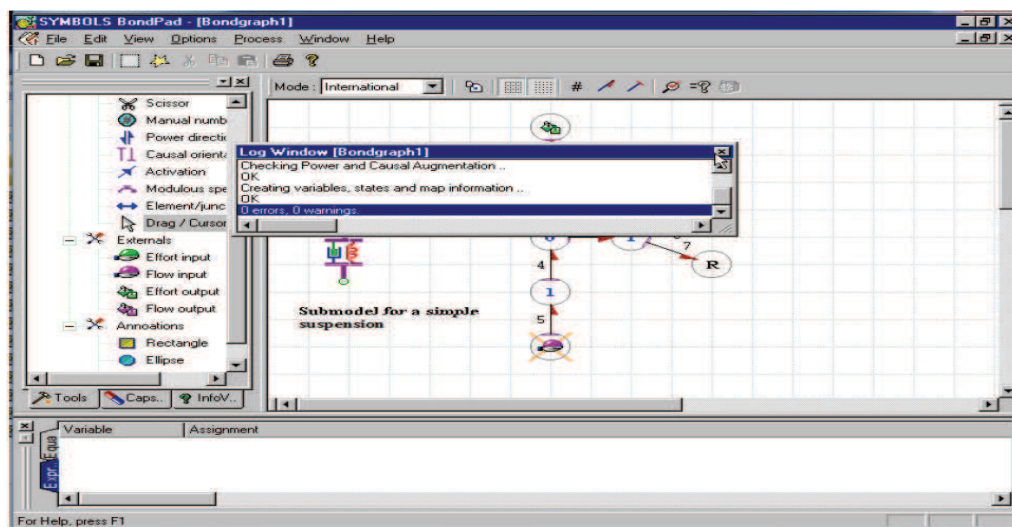 SYMBOLS BondPad - [Bondgraph1]
File Edit View Options Process Window Help
Mode : International
# =?
Scissor
Manual numb
Power directic
Causal orienta
Activation
Modulous spe
Element/junc
Drag / Cursor
Externals
Effort input
Flow input
Effort output
Flow output
Annoations
Rectangle
Ellipse
Tools Caps.. InfoV..
Log Window [Bondgraph1]
Checking Power and Causal Augmentation ..
OK
Creating variables, states and map information ..
OK
0 errors, 0 warnings.
7
R
4
1
5
Submodel for a simple
suspension
Variable Assignment
Equa
Expr..
For Help, press F1